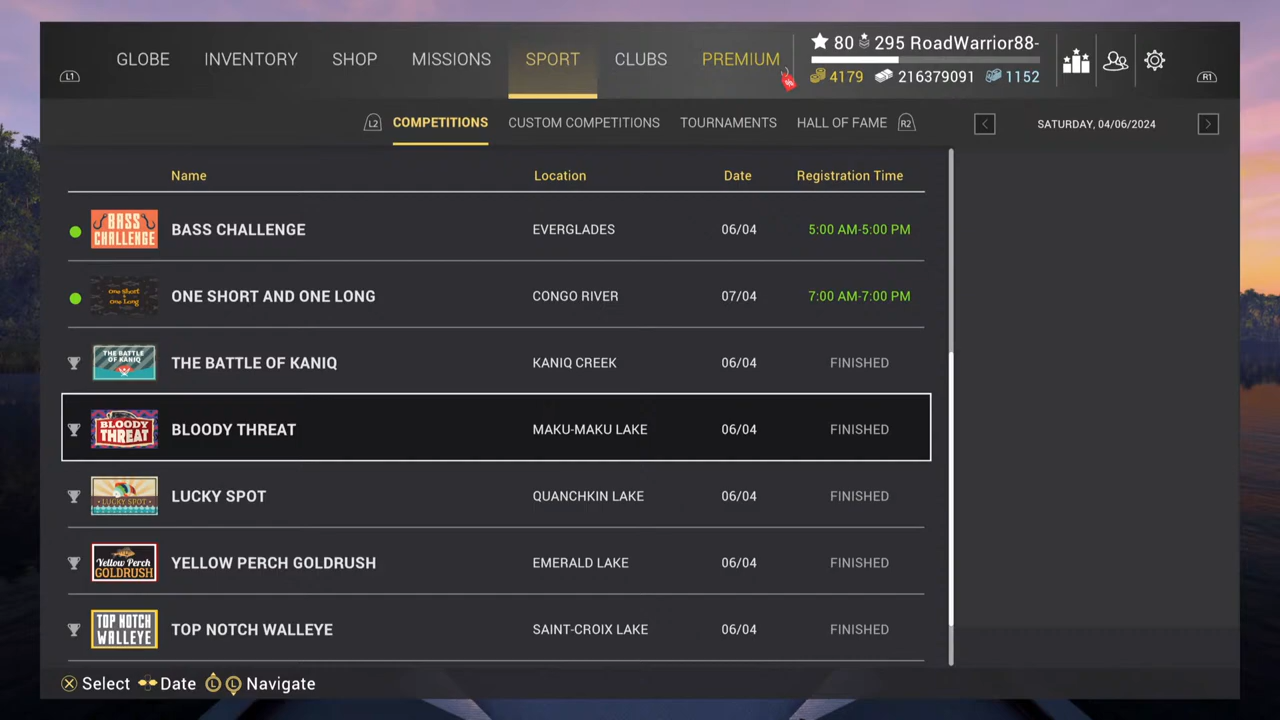 GLOBE INVENTORY SHOP MISSIONS SPORT CLUBS PREMIUM
80 295 RoadWarrior88-
4179 216379091 1152
L1 R1
L2 COMPETITIONS CUSTOM COMPETITIONS TOURNAMENTS HALL OF FAME R2 < SATURDAY, 04/06/2024 >
Name Location Date Registration Time
BASS CHALLENGE BASS CHALLENGE EVERGLADES 06/04 5:00 AM-5:00 PM
One Short & One Long ONE SHORT AND ONE LONG CONGO RIVER 07/04 7:00 AM-7:00 PM
THE BATTLE OF KANIQ THE BATTLE OF KANIQ KANIQ CREEK 06/04 FINISHED
BLOODY THREAT BLOODY THREAT MAKU-MAKU LAKE 06/04 FINISHED
LUCKY SPOT LUCKY SPOT QUANCHKIN LAKE 06/04 FINISHED
Yellow Perch GOLDRUSH YELLOW PERCH GOLDRUSH EMERALD LAKE 06/04 FINISHED
TOP NOTCH WALLEYE TOP NOTCH WALLEYE SAINT-CROIX LAKE 06/04 FINISHED
Select Date L L Navigate